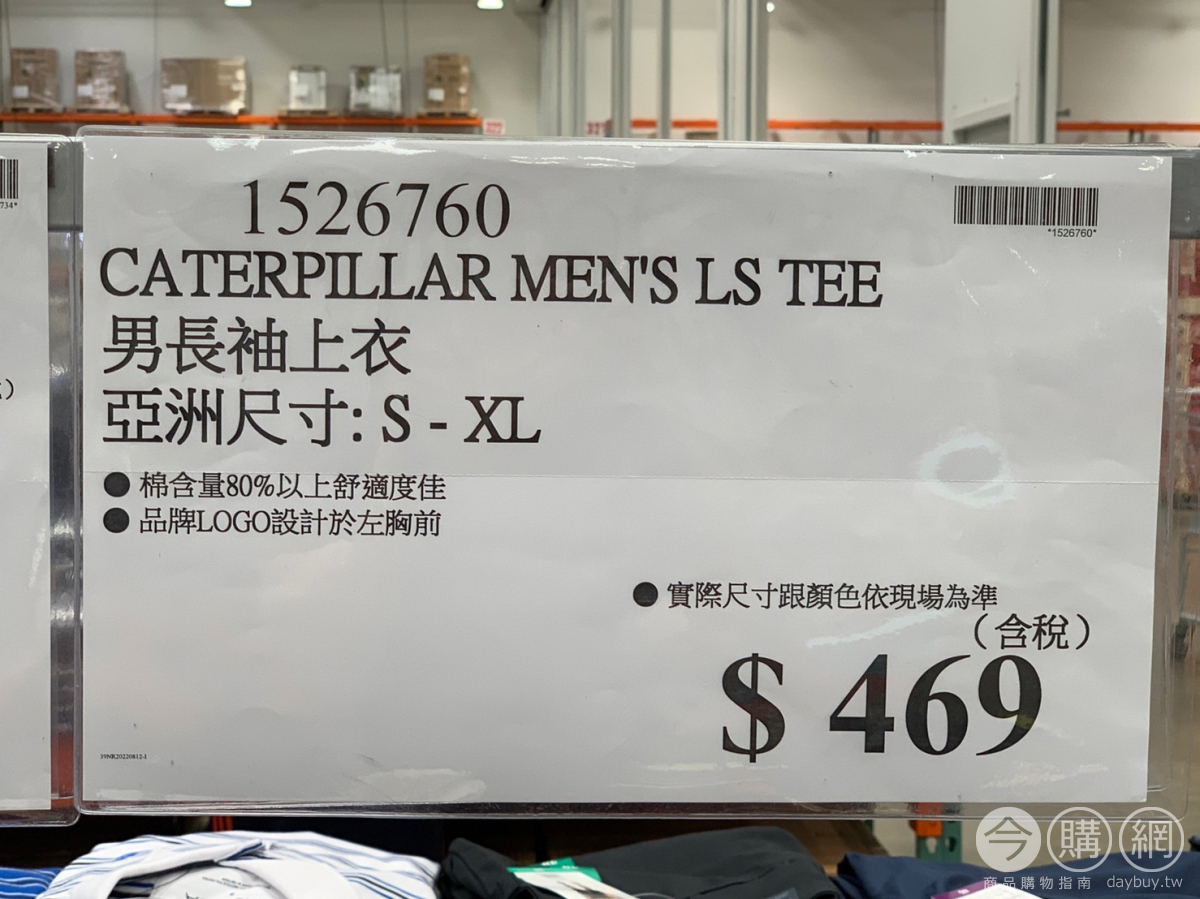 1526760
*1526760*
CATERPILLAR MEN'S LS TEE
男長袖上衣
亞洲尺寸: S - XL
● 棉含量80%以上舒適度佳
● 品牌LOGO設計於左胸前
● 實際尺寸跟顏色依現場為準
（含稅）
$ 469
39NR20220812-1
734*
今購網
商品購物指南 daybuy.tw